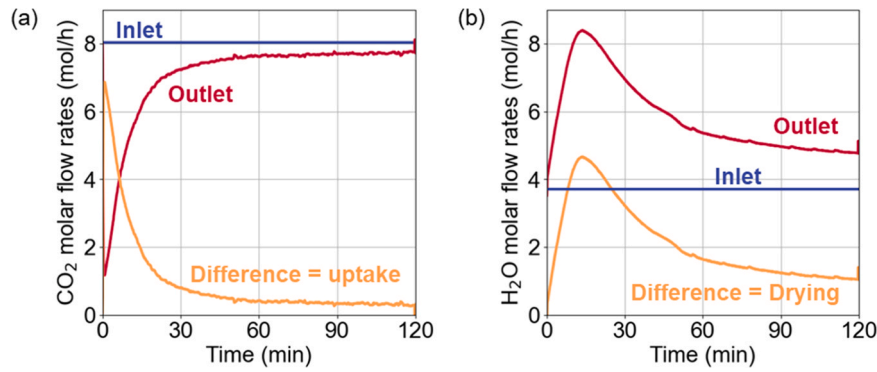 (a)
CO₂ molar flow rates (mol/h)
8
6
4
2
0
Inlet
Outlet
Difference = uptake
0
30
60
90
120
Time (min)
(b)
H₂O molar flow rates (mol/h)
8
6
4
2
0
Outlet
Inlet
Difference = Drying
0
30
60
90
120
Time (min)